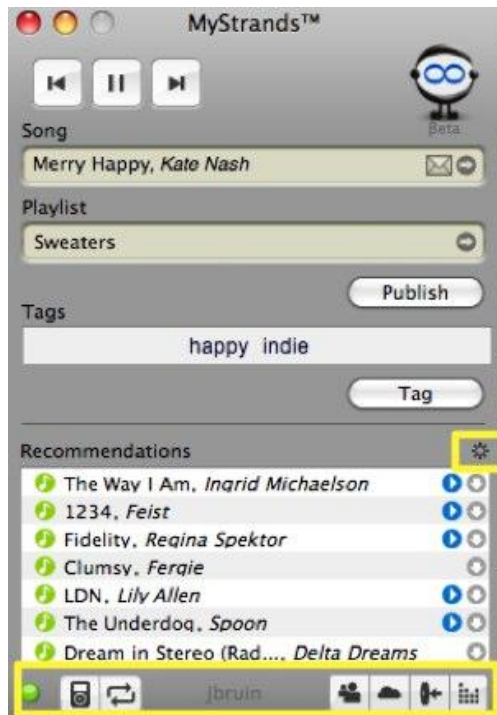 MyStrands™
Beta
Song
Merry Happy, Kate Nash
Playlist
Sweaters
Publish
Tags
happy indie
Tag
Recommendations
The Way I Am, Ingrid Michaelson
1234, Feist
Fidelity, Regina Spektor
Clumsy, Fergie
LDN, Lily Allen
The Underdog, Spoon
Dream in Stereo (Rad..., Delta Dreams
jbruin